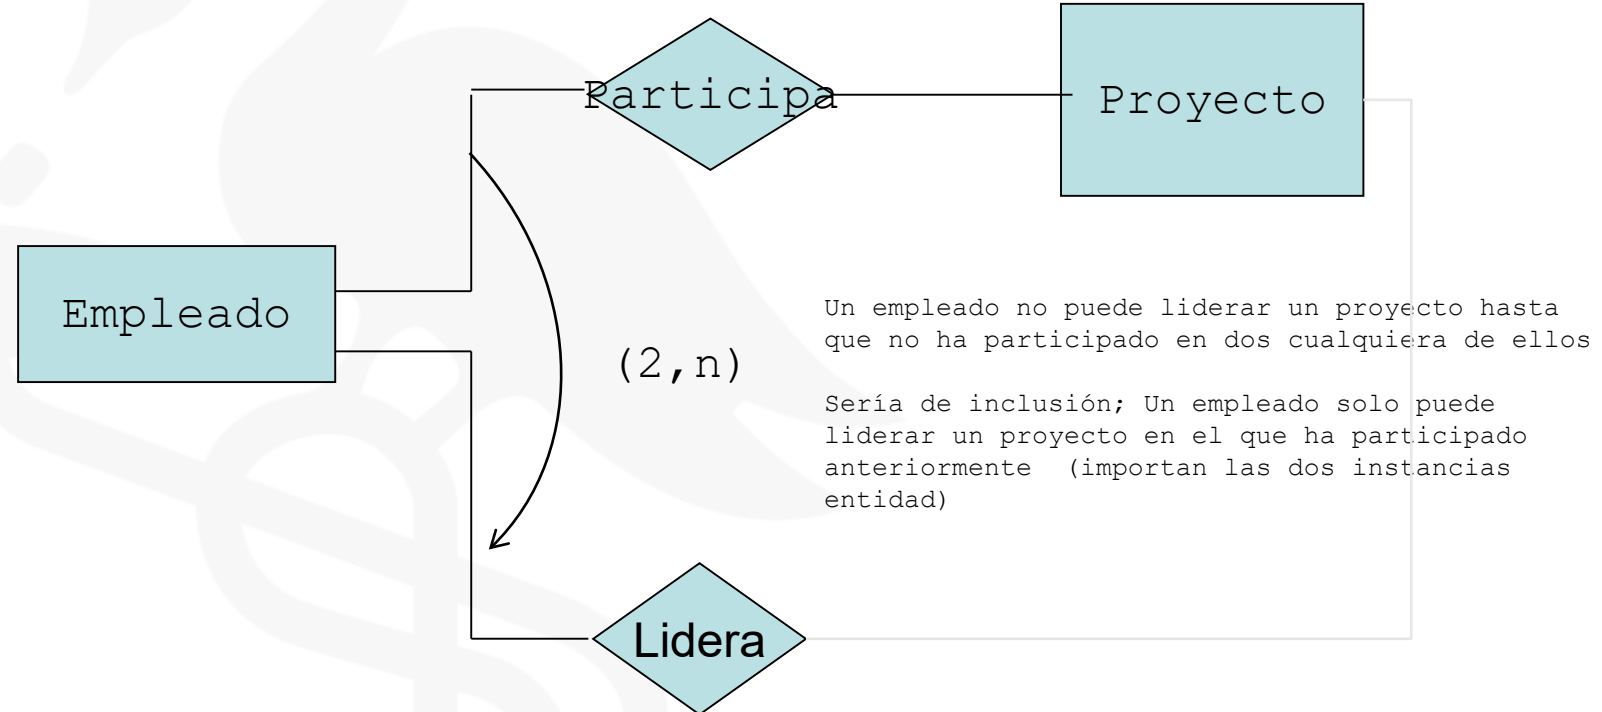 Participa
Proyecto
Empleado
(2,n)
Un empleado no puede liderar un proyecto hasta
que no ha participado en dos cualquiera de ellos
Sería de inclusión; Un empleado solo puede
liderar un proyecto en el que ha participado
anteriormente  (importan las dos instancias
entidad)
Lidera